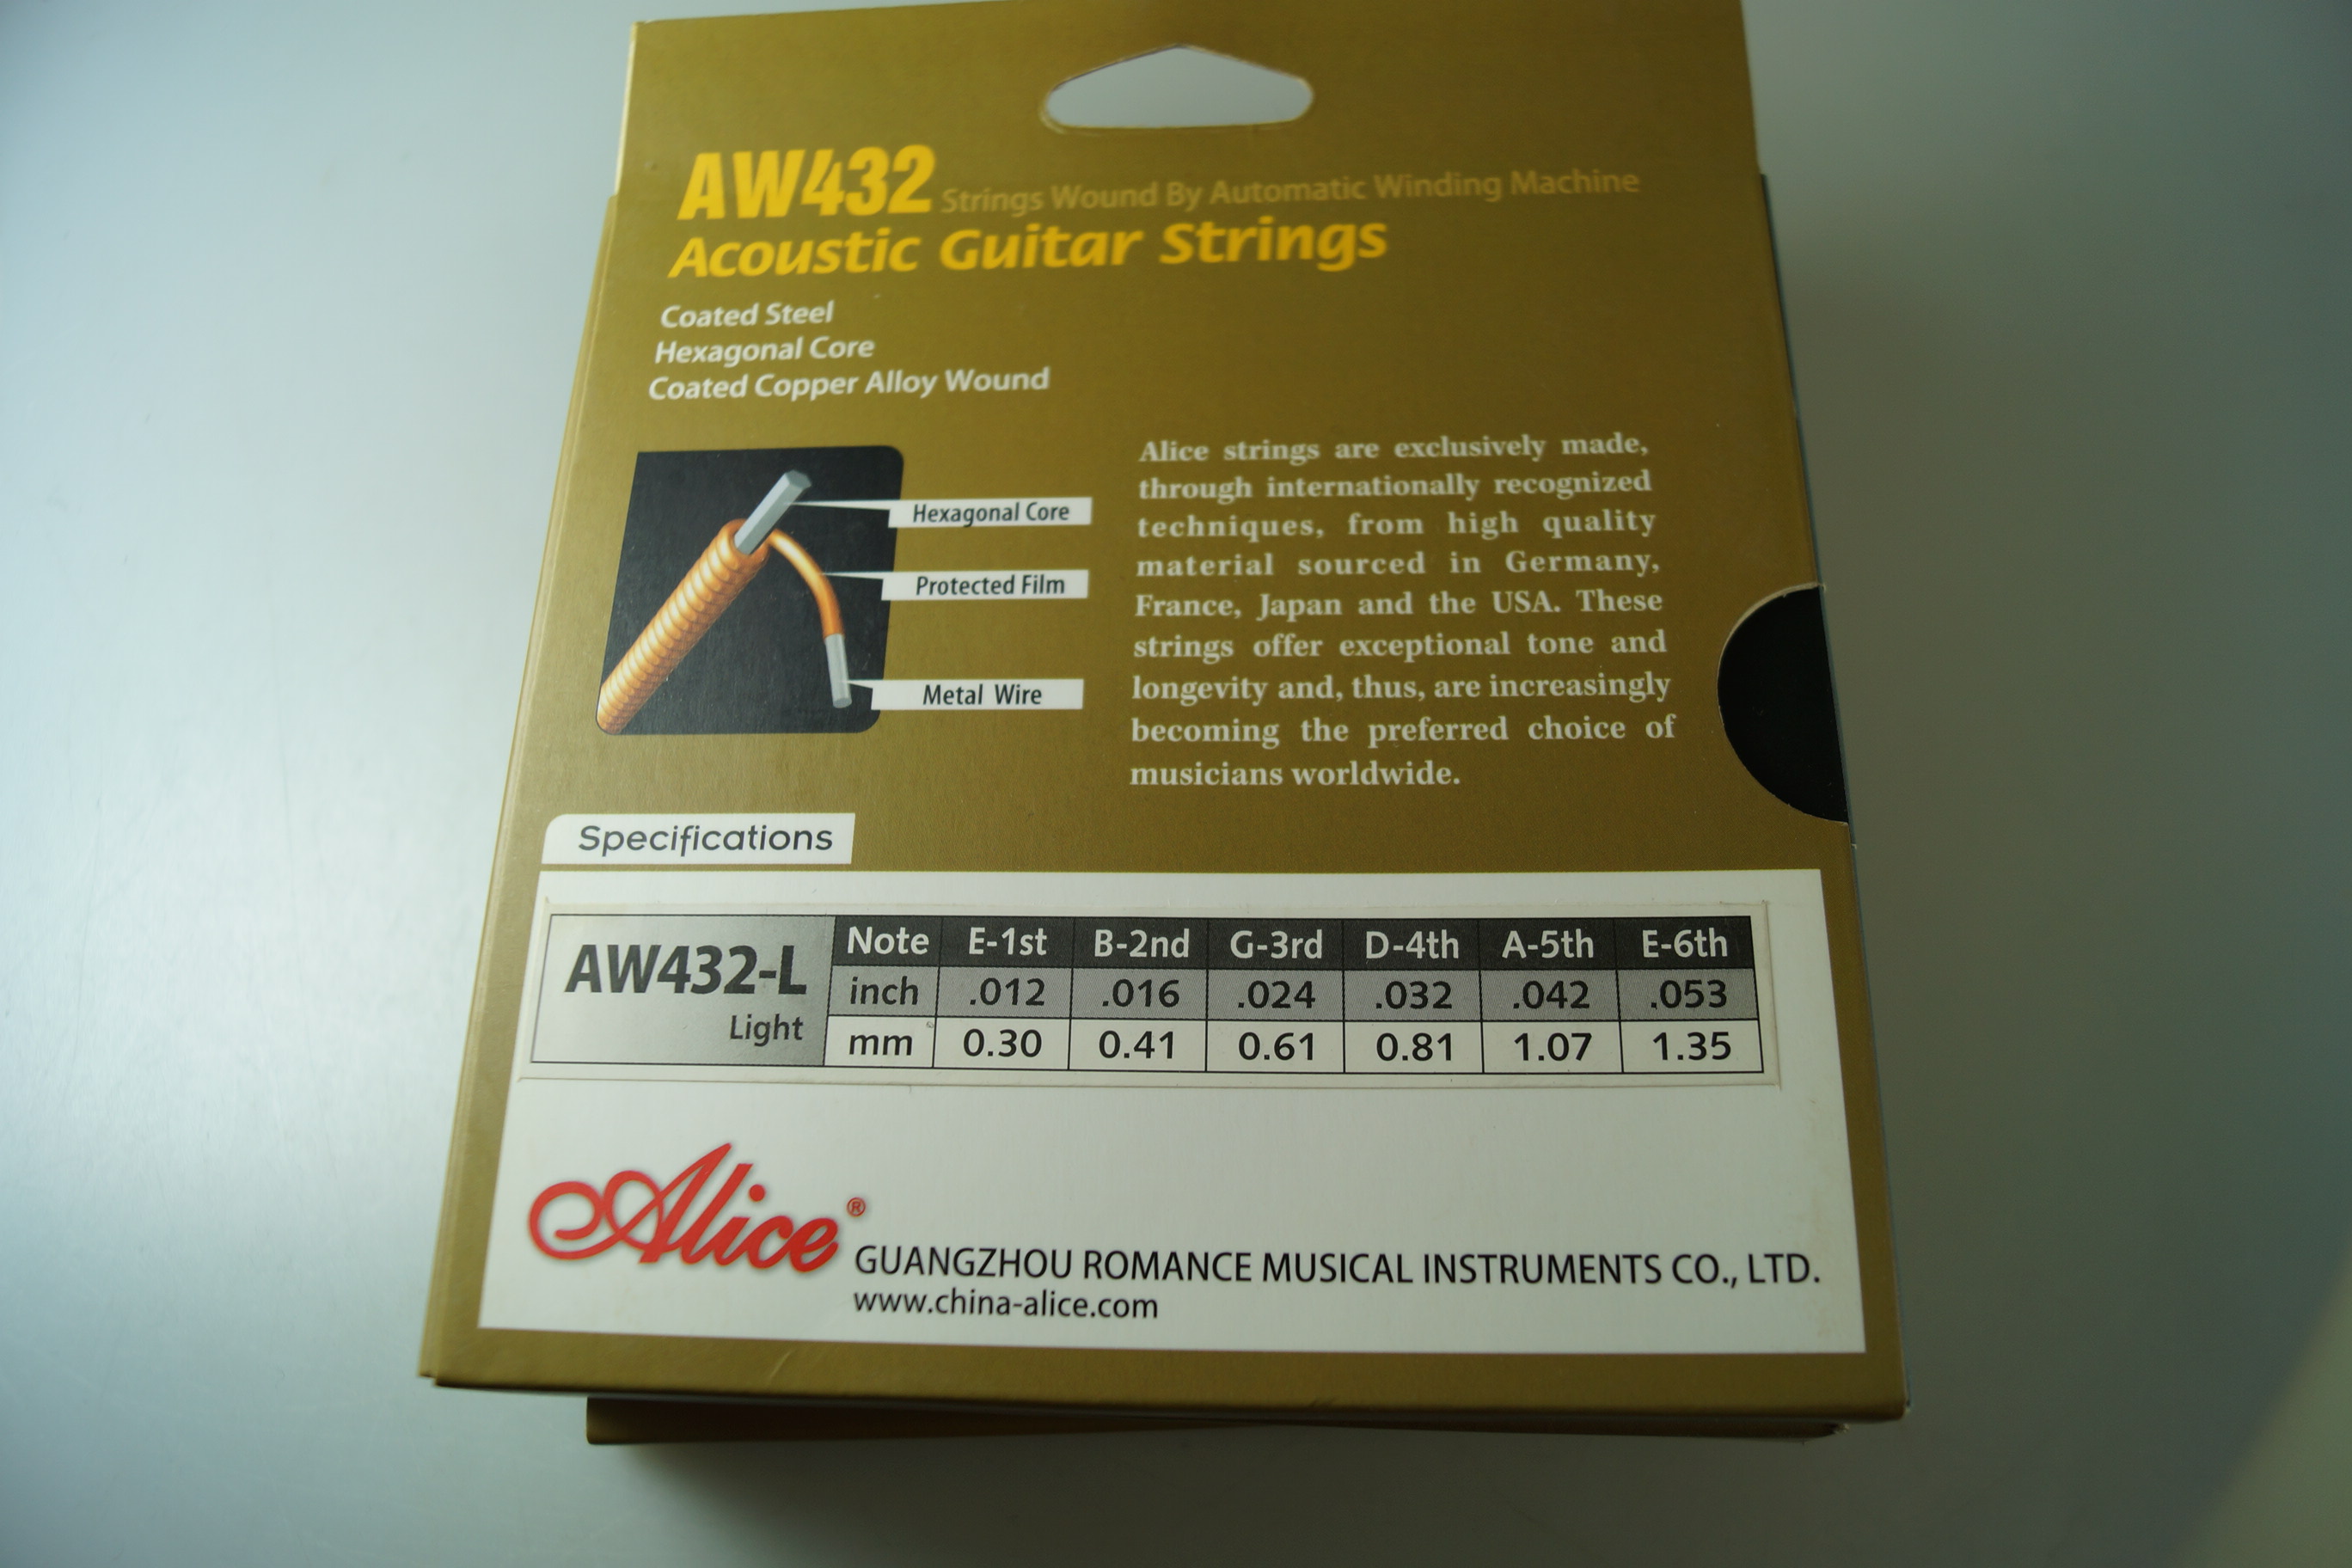 AW432 Strings Wound By Automatic Winding Machine
Acoustic Guitar Strings
Coated Steel
Hexagonal Core
Coated Copper Alloy Wound
Hexagonal Core
Protected Film
Metal Wire
Alice strings are exclusively made,
through internationally recognized
techniques, from high quality
material sourced in Germany,
France, Japan and the USA. These
strings offer exceptional tone and
longevity and, thus, are increasingly
becoming the preferred choice of
musicians worldwide.
Specifications
AW432-L
Light
Note E-1st B-2nd G-3rd D-4th A-5th E-6th
inch .012 .016 .024 .032 .042 .053
mm 0.30 0.41 0.61 0.81 1.07 1.35
Alice®
GUANGZHOU ROMANCE MUSICAL INSTRUMENTS CO., LTD.
www.china-alice.com